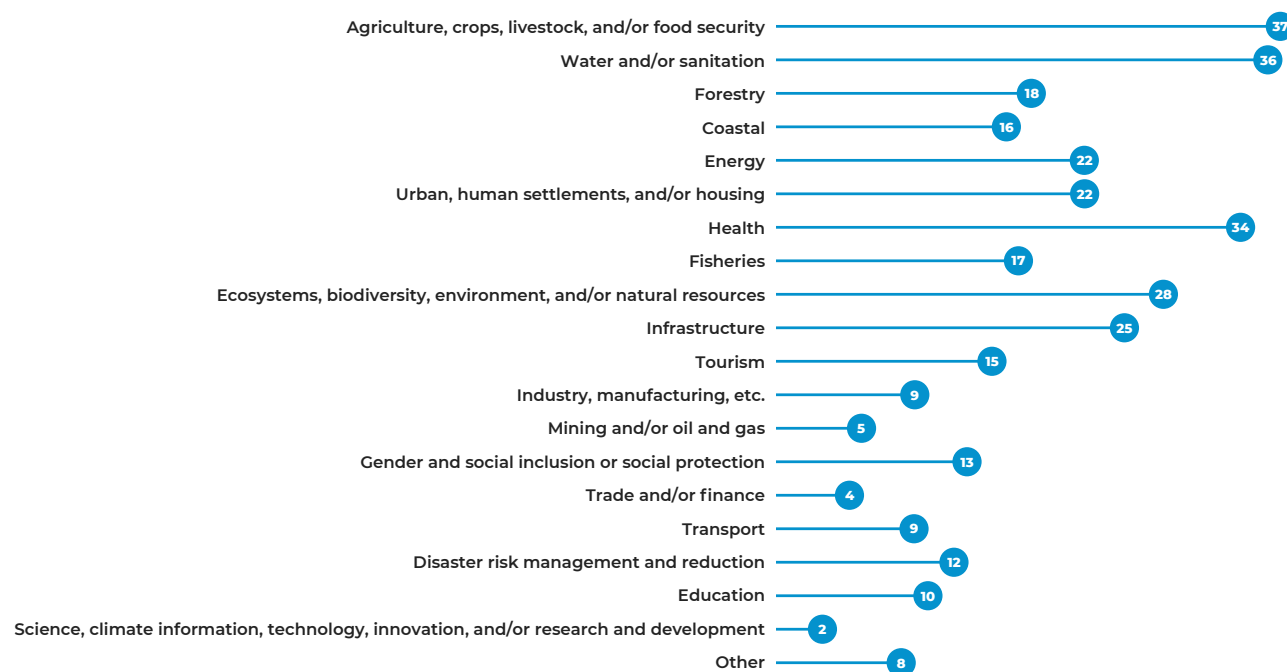 Agriculture, crops, livestock, and/or food security 37
Water and/or sanitation 36
Forestry 18
Coastal 16
Energy 22
Urban, human settlements, and/or housing 22
Health 34
Fisheries 17
Ecosystems, biodiversity, environment, and/or natural resources 28
Infrastructure 25
Tourism 15
Industry, manufacturing, etc. 9
Mining and/or oil and gas 5
Gender and social inclusion or social protection 13
Trade and/or finance 4
Transport 9
Disaster risk management and reduction 12
Education 10
Science, climate information, technology, innovation, and/or research and development 2
Other 8